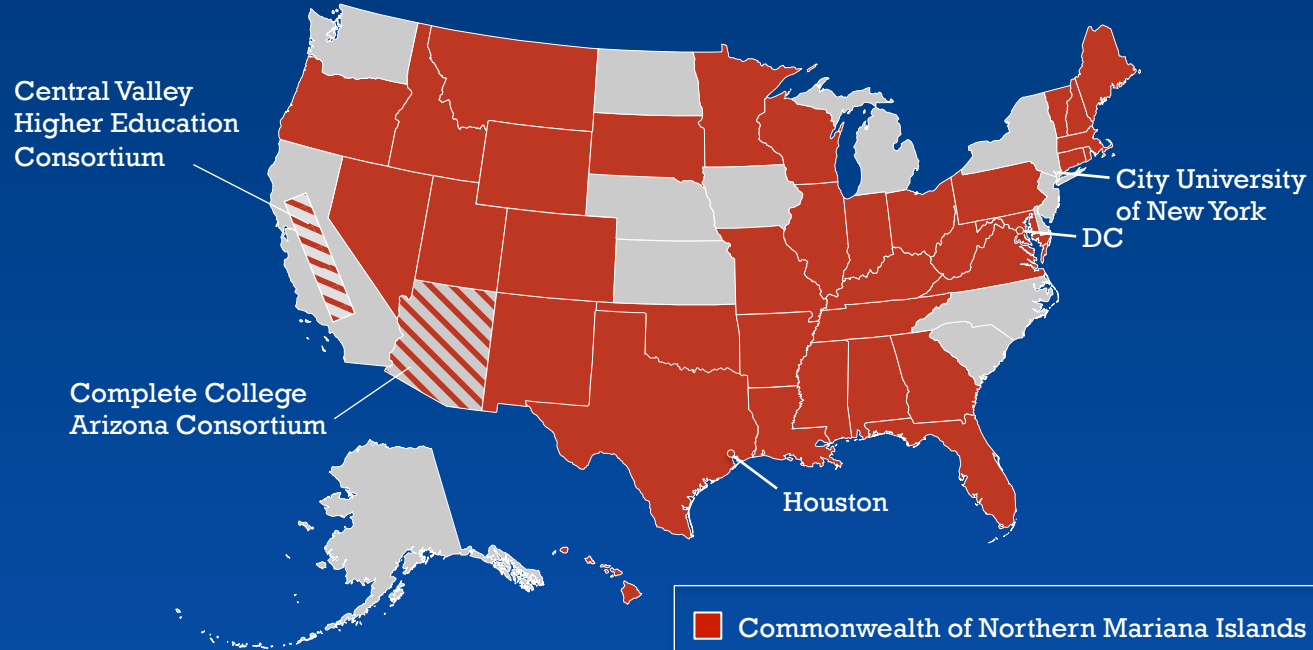 Central Valley
Higher Education
Consortium
City University
of New York
DC
Complete College
Arizona Consortium
Houston
Commonwealth of Northern Mariana Islands